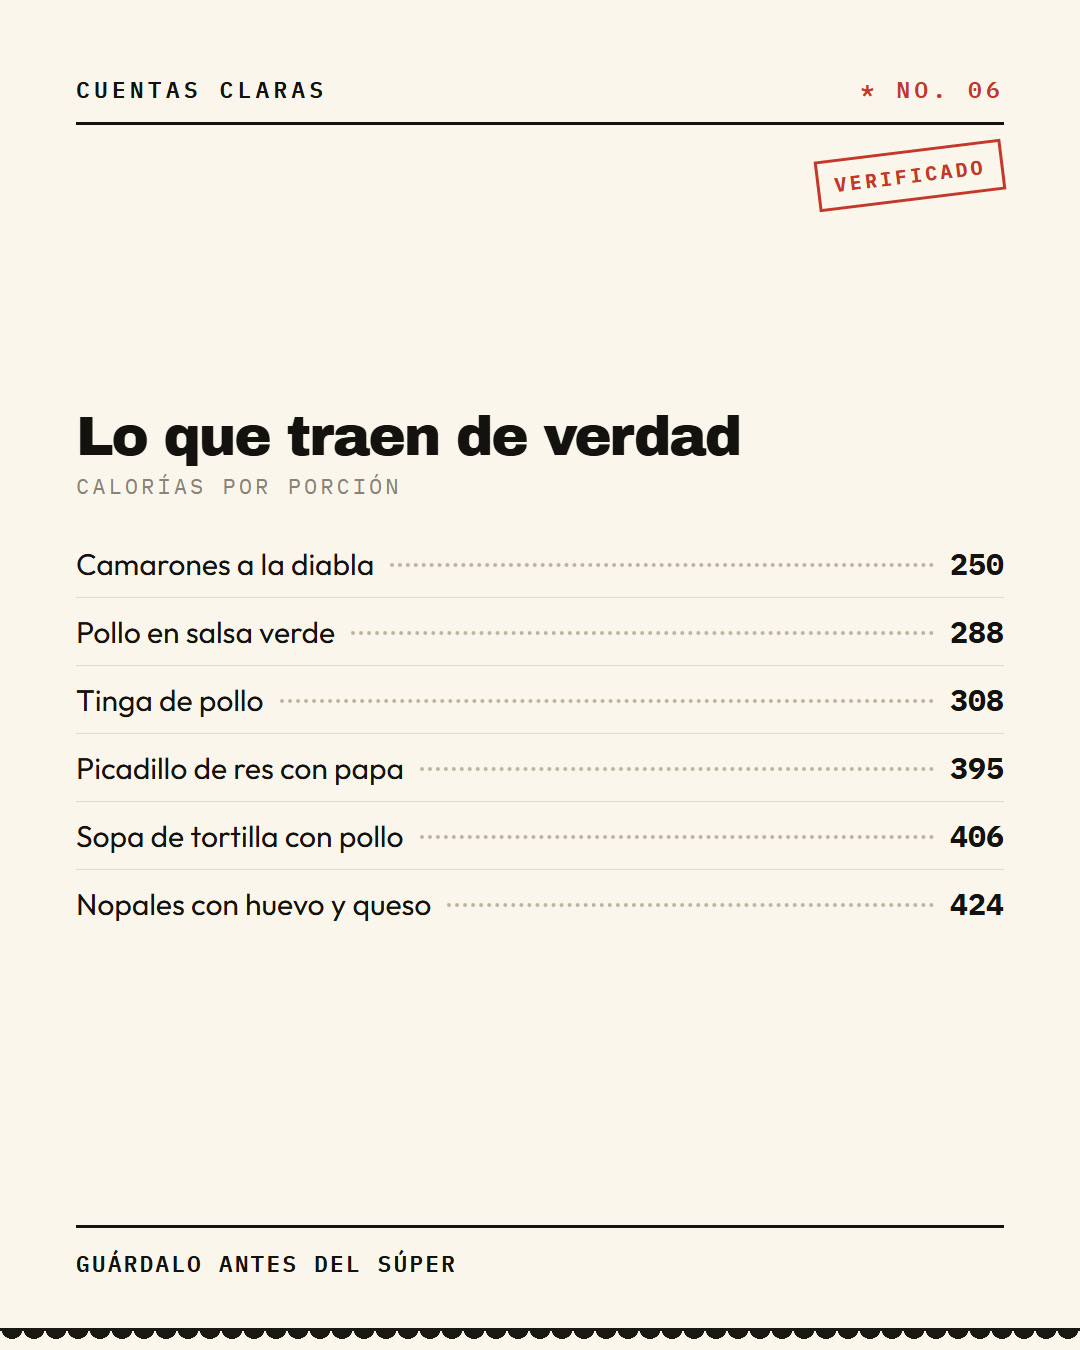 CUENTAS CLARAS
* NO. 06
VERIFICADO
Lo que traen de verdad
CALORÍAS POR PORCIÓN
Camarones a la diabla 250
Pollo en salsa verde 288
Tinga de pollo 308
Picadillo de res con papa 395
Sopa de tortilla con pollo 406
Nopales con huevo y queso 424
GUÁRDALO ANTES DEL SÚPER